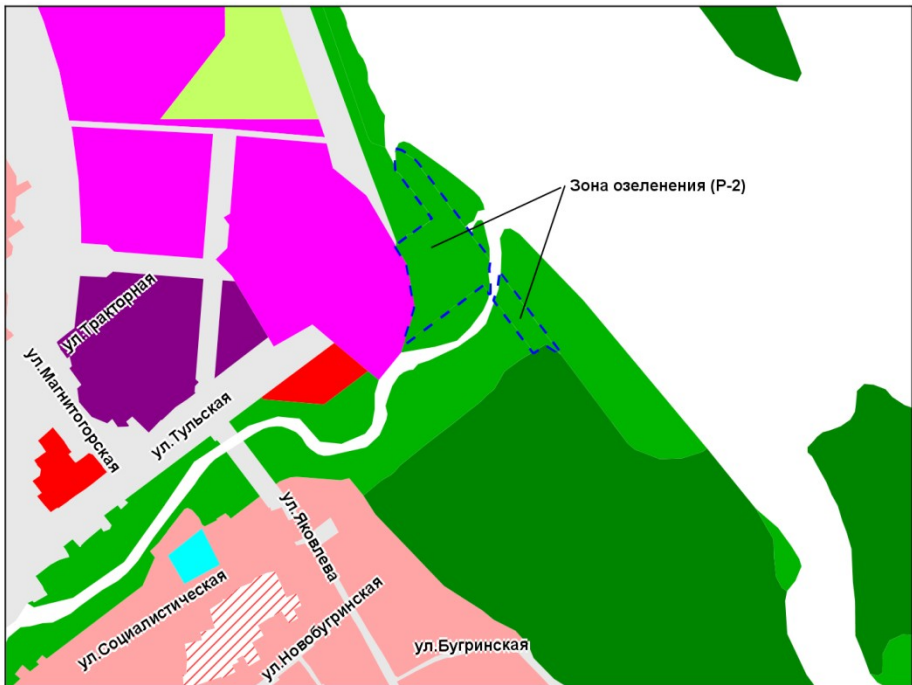 Зона озеленения (Р-2)
ул.Тракторная
ул.Магнитогорская
ул.Тульская
ул.Яковлева
ул.Социалистическая
ул.Новобугринская
ул.Бугринская